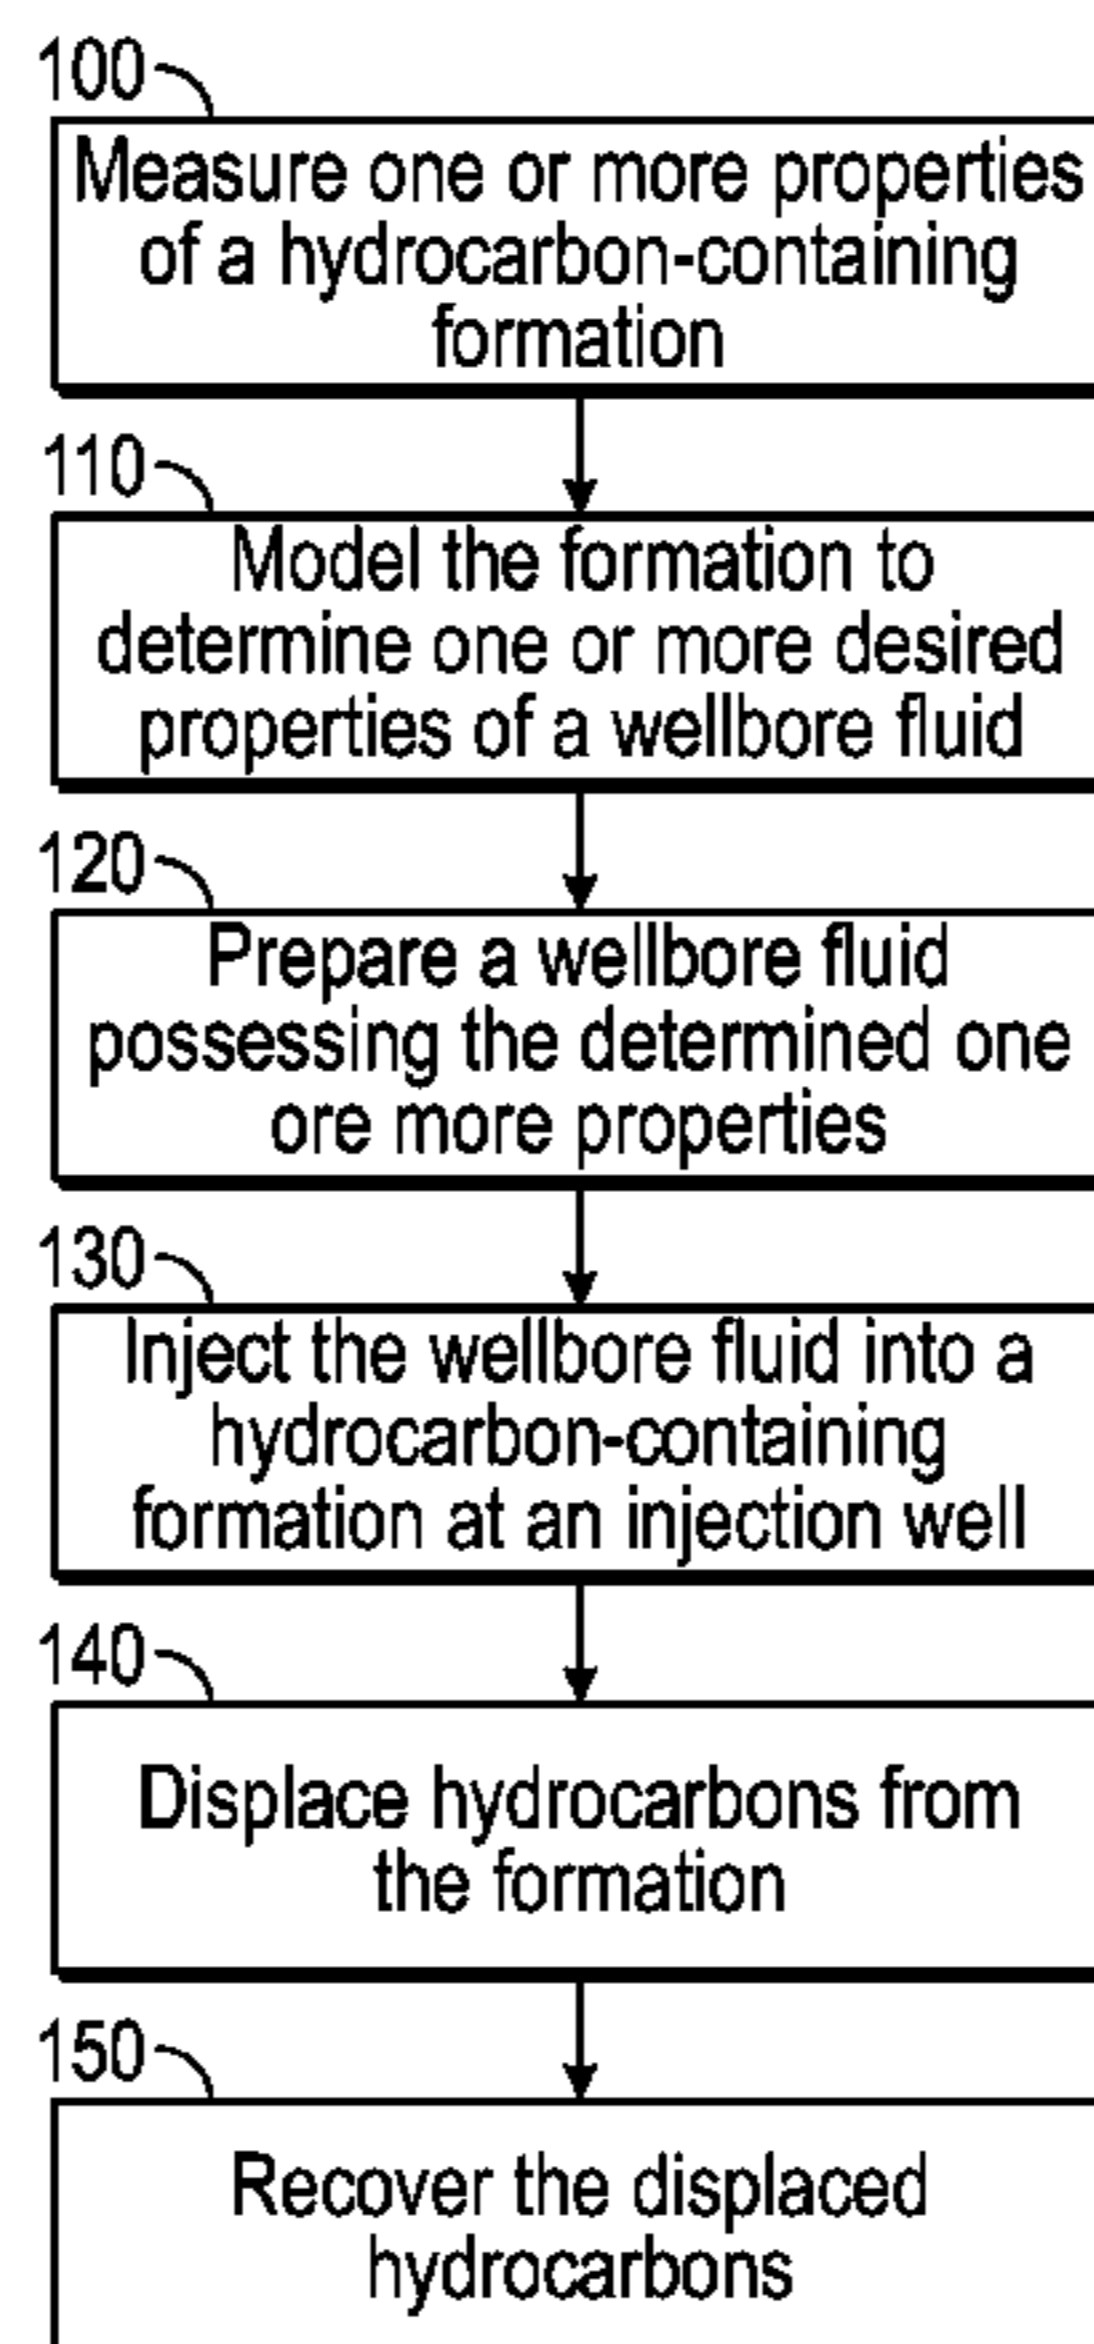 100
Measure one or more properties
of a hydrocarbon-containing
formation
110
Model the formation to
determine one or more desired
properties of a wellbore fluid
120
Prepare a wellbore fluid
possessing the determined one
ore more properties
130
Inject the wellbore fluid into a
hydrocarbon-containing
formation at an injection well
140
Displace hydrocarbons from
the formation
150
Recover the displaced
hydrocarbons